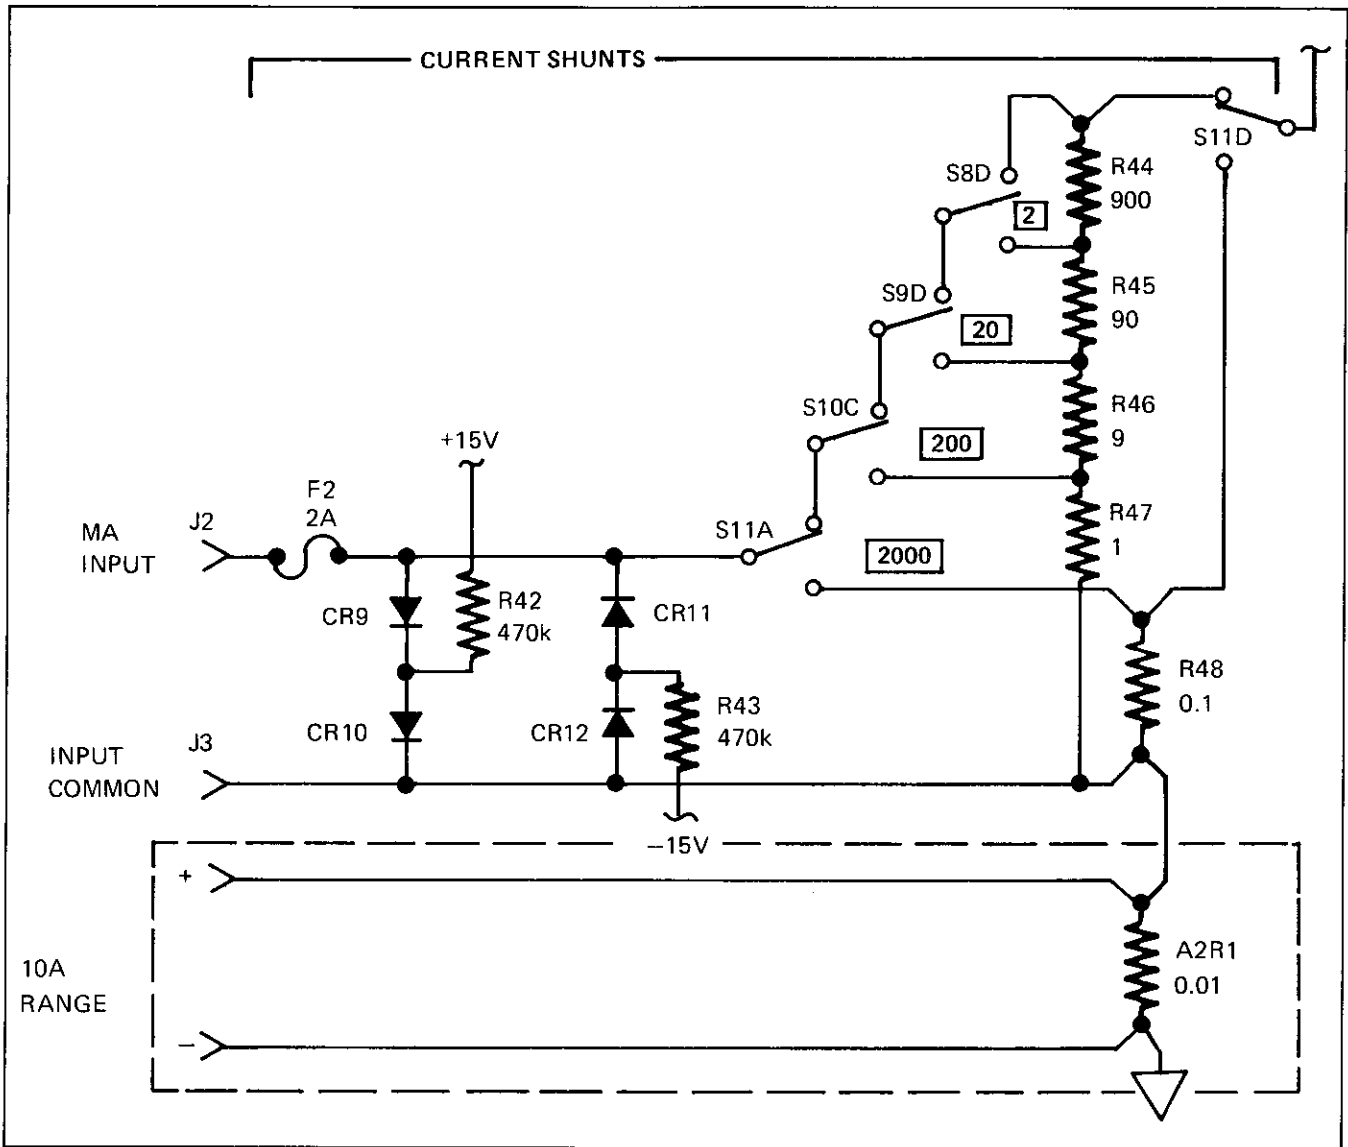 CURRENT SHUNTS
S11D
R44
900
S8D
2
R45
90
S9D
20
R46
9
S10C
200
+15V
R47
1
F2
2A
J2
MA
INPUT
S11A
2000
CR9
R42
470k
CR11
R48
0.1
R43
470k
CR10
CR12
J3
INPUT
COMMON
−15V
+
A2R1
0.01
10A
RANGE
−